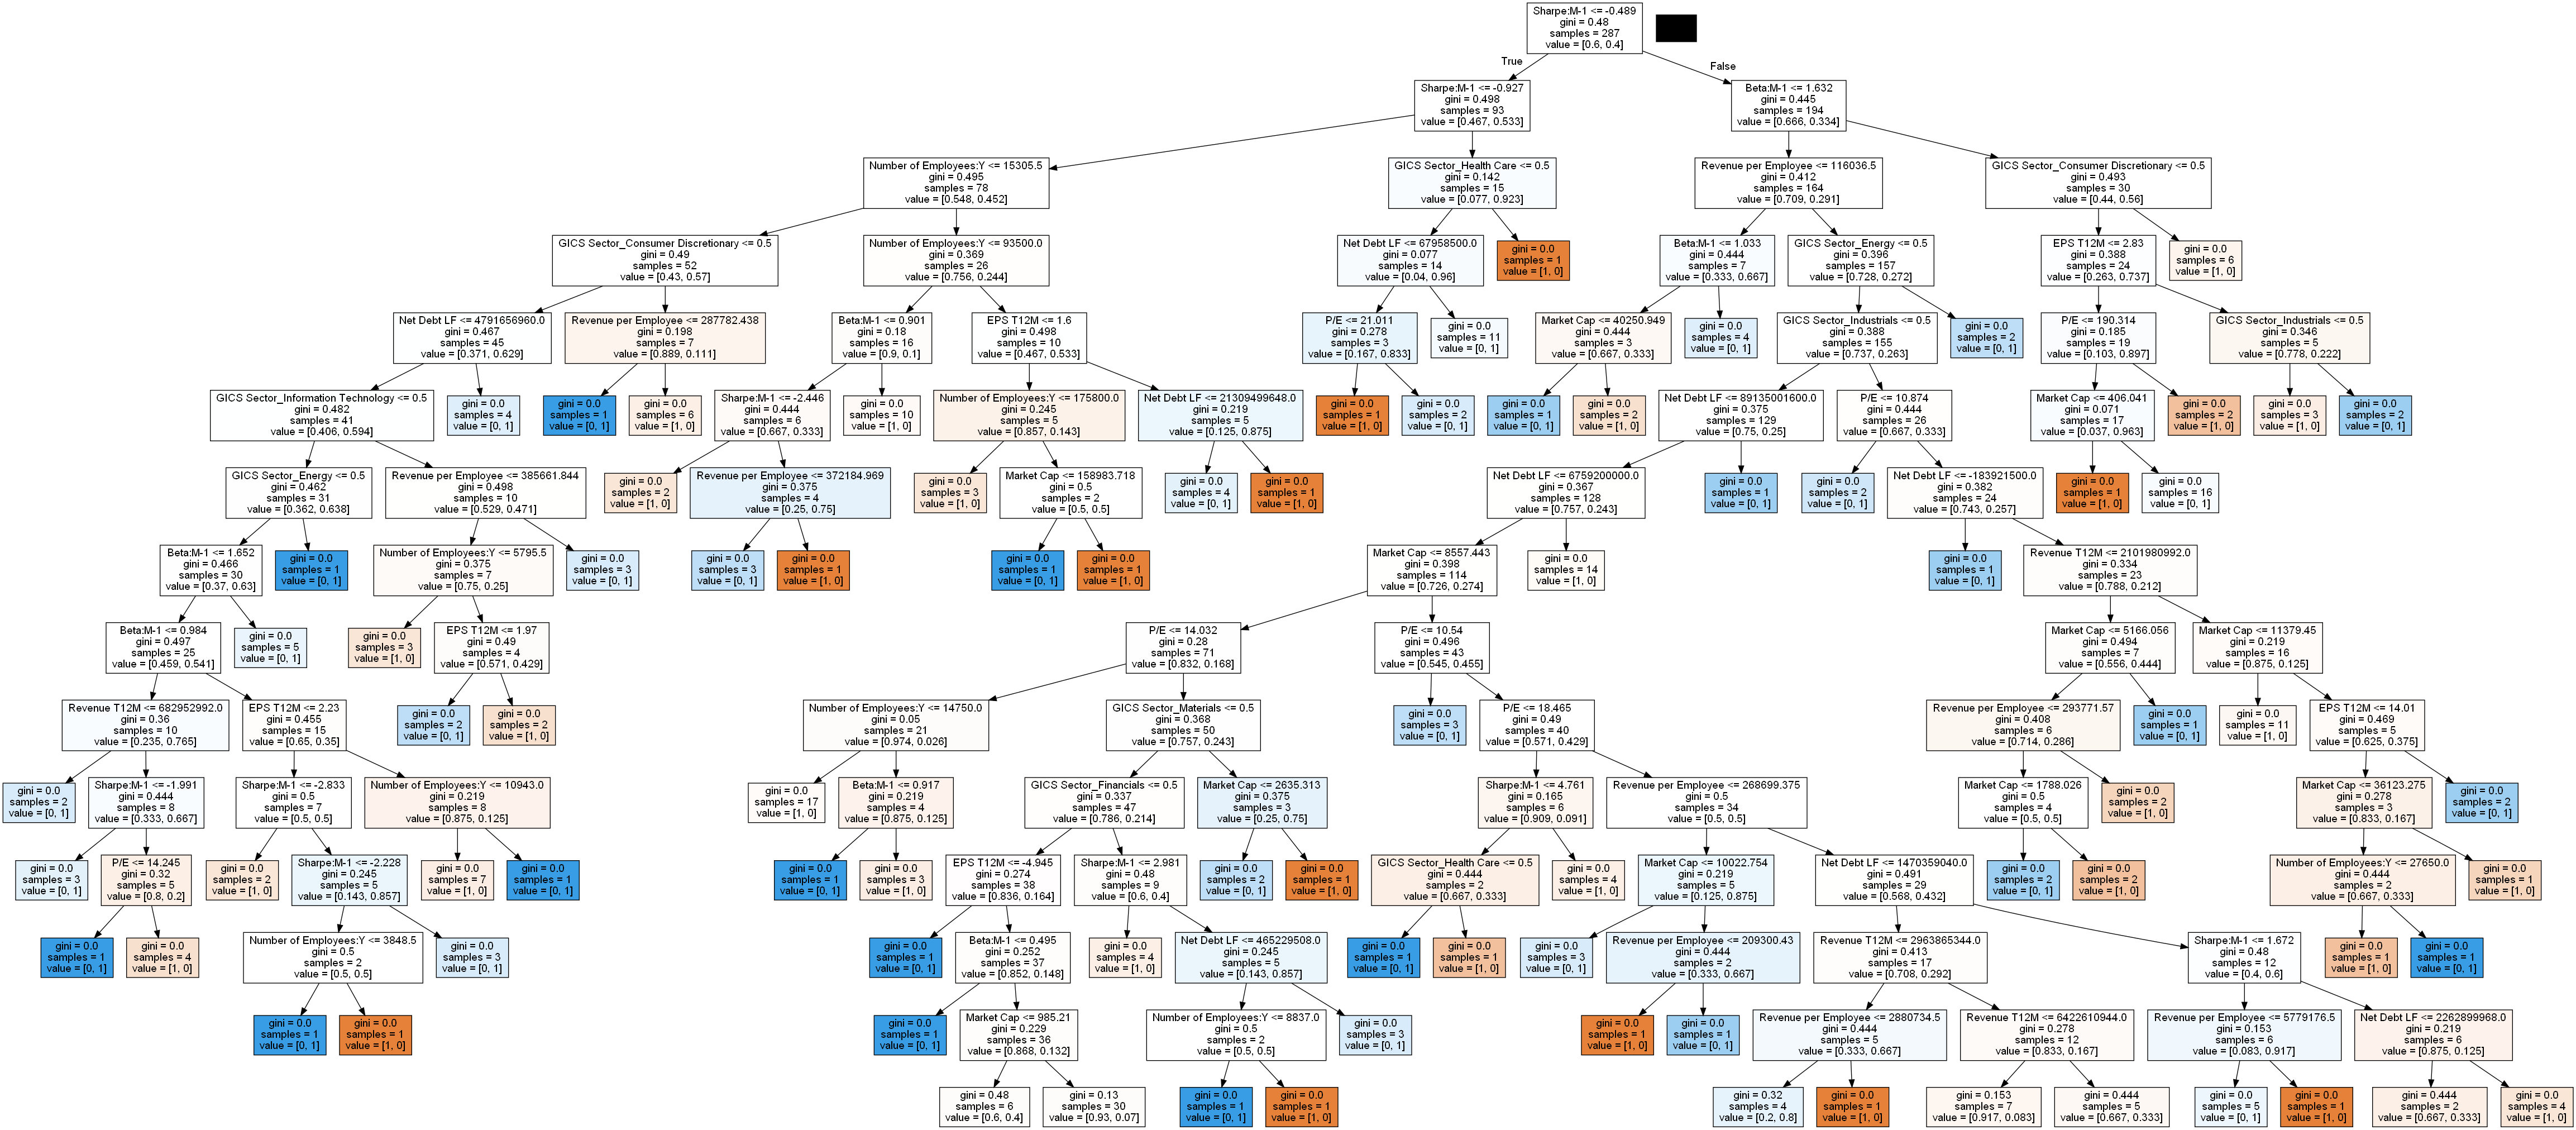 Sharpe:M-1 <= -0.489
gini = 0.48
samples = 287
value = [0.6, 0.4]
True
False
Sharpe:M-1 <= -0.927
gini = 0.498
samples = 93
value = [0.467, 0.533]
Beta:M-1 <= 1.632
gini = 0.445
samples = 194
value = [0.666, 0.334]
Number of Employees:Y <= 15305.5
gini = 0.495
samples = 78
value = [0.548, 0.452]
GICS Sector_Health Care <= 0.5
gini = 0.142
samples = 15
value = [0.077, 0.923]
Revenue per Employee <= 116036.5
gini = 0.412
samples = 164
value = [0.709, 0.291]
GICS Sector_Consumer Discretionary <= 0.5
gini = 0.493
samples = 30
value = [0.44, 0.56]
GICS Sector_Consumer Discretionary <= 0.5
gini = 0.49
samples = 52
value = [0.43, 0.57]
Number of Employees:Y <= 93500.0
gini = 0.369
samples = 26
value = [0.756, 0.244]
Net Debt LF <= 67958500.0
gini = 0.077
samples = 14
value = [0.04, 0.96]
gini = 0.0
samples = 1
value = [1, 0]
Beta:M-1 <= 1.033
gini = 0.444
samples = 7
value = [0.333, 0.667]
GICS Sector_Energy <= 0.5
gini = 0.396
samples = 157
value = [0.728, 0.272]
EPS T12M <= 2.83
gini = 0.388
samples = 24
value = [0.263, 0.737]
gini = 0.0
samples = 6
value = [1, 0]
Net Debt LF <= 4791656960.0
gini = 0.467
samples = 45
value = [0.371, 0.629]
Revenue per Employee <= 287782.438
gini = 0.198
samples = 7
value = [0.889, 0.111]
Beta:M-1 <= 0.901
gini = 0.18
samples = 16
value = [0.9, 0.1]
EPS T12M <= 1.6
gini = 0.498
samples = 10
value = [0.467, 0.533]
P/E <= 21.011
gini = 0.278
samples = 3
value = [0.167, 0.833]
gini = 0.0
samples = 11
value = [0, 1]
Market Cap <= 40250.949
gini = 0.444
samples = 3
value = [0.667, 0.333]
gini = 0.0
samples = 4
value = [0, 1]
GICS Sector_Industrials <= 0.5
gini = 0.388
samples = 155
value = [0.737, 0.263]
gini = 0.0
samples = 2
value = [0, 1]
P/E <= 190.314
gini = 0.185
samples = 19
value = [0.103, 0.897]
GICS Sector_Industrials <= 0.5
gini = 0.346
samples = 5
value = [0.778, 0.222]
GICS Sector_Information Technology <= 0.5
gini = 0.482
samples = 41
value = [0.406, 0.594]
gini = 0.0
samples = 4
value = [0, 1]
gini = 0.0
samples = 1
value = [0, 1]
gini = 0.0
samples = 6
value = [1, 0]
Sharpe:M-1 <= -2.446
gini = 0.444
samples = 6
value = [0.667, 0.333]
gini = 0.0
samples = 10
value = [1, 0]
Number of Employees:Y <= 175800.0
gini = 0.245
samples = 5
value = [0.857, 0.143]
Net Debt LF <= 21309499648.0
gini = 0.219
samples = 5
value = [0.125, 0.875]
gini = 0.0
samples = 1
value = [1, 0]
gini = 0.0
samples = 2
value = [0, 1]
gini = 0.0
samples = 1
value = [0, 1]
gini = 0.0
samples = 2
value = [1, 0]
Net Debt LF <= 89135001600.0
gini = 0.375
samples = 129
value = [0.75, 0.25]
P/E <= 10.874
gini = 0.444
samples = 26
value = [0.667, 0.333]
Market Cap <= 406.041
gini = 0.071
samples = 17
value = [0.037, 0.963]
gini = 0.0
samples = 2
value = [1, 0]
gini = 0.0
samples = 3
value = [1, 0]
gini = 0.0
samples = 2
value = [0, 1]
GICS Sector_Energy <= 0.5
gini = 0.462
samples = 31
value = [0.362, 0.638]
Revenue per Employee <= 385661.844
gini = 0.498
samples = 10
value = [0.529, 0.471]
gini = 0.0
samples = 2
value = [1, 0]
Revenue per Employee <= 372184.969
gini = 0.375
samples = 4
value = [0.25, 0.75]
gini = 0.0
samples = 3
value = [1, 0]
Market Cap <= 158983.718
gini = 0.5
samples = 2
value = [0.5, 0.5]
gini = 0.0
samples = 4
value = [0, 1]
gini = 0.0
samples = 1
value = [1, 0]
Net Debt LF <= 6759200000.0
gini = 0.367
samples = 128
value = [0.757, 0.243]
gini = 0.0
samples = 1
value = [0, 1]
gini = 0.0
samples = 2
value = [0, 1]
Net Debt LF <= -183921500.0
gini = 0.382
samples = 24
value = [0.743, 0.257]
gini = 0.0
samples = 1
value = [1, 0]
gini = 0.0
samples = 16
value = [0, 1]
Beta:M-1 <= 1.652
gini = 0.466
samples = 30
value = [0.37, 0.63]
gini = 0.0
samples = 1
value = [0, 1]
Number of Employees:Y <= 5795.5
gini = 0.375
samples = 7
value = [0.75, 0.25]
gini = 0.0
samples = 3
value = [0, 1]
gini = 0.0
samples = 3
value = [0, 1]
gini = 0.0
samples = 1
value = [1, 0]
gini = 0.0
samples = 1
value = [0, 1]
gini = 0.0
samples = 1
value = [1, 0]
Market Cap <= 8557.443
gini = 0.398
samples = 114
value = [0.726, 0.274]
gini = 0.0
samples = 14
value = [1, 0]
gini = 0.0
samples = 1
value = [0, 1]
Revenue T12M <= 2101980992.0
gini = 0.334
samples = 23
value = [0.788, 0.212]
Beta:M-1 <= 0.984
gini = 0.497
samples = 25
value = [0.459, 0.541]
gini = 0.0
samples = 5
value = [0, 1]
gini = 0.0
samples = 3
value = [1, 0]
EPS T12M <= 1.97
gini = 0.49
samples = 4
value = [0.571, 0.429]
P/E <= 14.032
gini = 0.28
samples = 71
value = [0.832, 0.168]
P/E <= 10.54
gini = 0.496
samples = 43
value = [0.545, 0.455]
Market Cap <= 5166.056
gini = 0.494
samples = 7
value = [0.556, 0.444]
Market Cap <= 11379.45
gini = 0.219
samples = 16
value = [0.875, 0.125]
Revenue T12M <= 682952992.0
gini = 0.36
samples = 10
value = [0.235, 0.765]
EPS T12M <= 2.23
gini = 0.455
samples = 15
value = [0.65, 0.35]
gini = 0.0
samples = 2
value = [0, 1]
gini = 0.0
samples = 2
value = [1, 0]
Number of Employees:Y <= 14750.0
gini = 0.05
samples = 21
value = [0.974, 0.026]
GICS Sector_Materials <= 0.5
gini = 0.368
samples = 50
value = [0.757, 0.243]
gini = 0.0
samples = 3
value = [0, 1]
P/E <= 18.465
gini = 0.49
samples = 40
value = [0.571, 0.429]
Revenue per Employee <= 293771.57
gini = 0.408
samples = 6
value = [0.714, 0.286]
gini = 0.0
samples = 1
value = [0, 1]
gini = 0.0
samples = 11
value = [1, 0]
EPS T12M <= 14.01
gini = 0.469
samples = 5
value = [0.625, 0.375]
gini = 0.0
samples = 2
value = [0, 1]
Sharpe:M-1 <= -1.991
gini = 0.444
samples = 8
value = [0.333, 0.667]
Sharpe:M-1 <= -2.833
gini = 0.5
samples = 7
value = [0.5, 0.5]
Number of Employees:Y <= 10943.0
gini = 0.219
samples = 8
value = [0.875, 0.125]
gini = 0.0
samples = 17
value = [1, 0]
Beta:M-1 <= 0.917
gini = 0.219
samples = 4
value = [0.875, 0.125]
GICS Sector_Financials <= 0.5
gini = 0.337
samples = 47
value = [0.786, 0.214]
Market Cap <= 2635.313
gini = 0.375
samples = 3
value = [0.25, 0.75]
Sharpe:M-1 <= 4.761
gini = 0.165
samples = 6
value = [0.909, 0.091]
Revenue per Employee <= 268699.375
gini = 0.5
samples = 34
value = [0.5, 0.5]
Market Cap <= 1788.026
gini = 0.5
samples = 4
value = [0.5, 0.5]
gini = 0.0
samples = 2
value = [1, 0]
Market Cap <= 36123.275
gini = 0.278
samples = 3
value = [0.833, 0.167]
gini = 0.0
samples = 2
value = [0, 1]
gini = 0.0
samples = 3
value = [0, 1]
P/E <= 14.245
gini = 0.32
samples = 5
value = [0.8, 0.2]
gini = 0.0
samples = 2
value = [1, 0]
Sharpe:M-1 <= -2.228
gini = 0.245
samples = 5
value = [0.143, 0.857]
gini = 0.0
samples = 7
value = [1, 0]
gini = 0.0
samples = 1
value = [0, 1]
gini = 0.0
samples = 1
value = [0, 1]
gini = 0.0
samples = 3
value = [1, 0]
EPS T12M <= -4.945
gini = 0.274
samples = 38
value = [0.836, 0.164]
Sharpe:M-1 <= 2.981
gini = 0.48
samples = 9
value = [0.6, 0.4]
gini = 0.0
samples = 2
value = [0, 1]
gini = 0.0
samples = 1
value = [1, 0]
GICS Sector_Health Care <= 0.5
gini = 0.444
samples = 2
value = [0.667, 0.333]
gini = 0.0
samples = 4
value = [1, 0]
Market Cap <= 10022.754
gini = 0.219
samples = 5
value = [0.125, 0.875]
Net Debt LF <= 1470359040.0
gini = 0.491
samples = 29
value = [0.568, 0.432]
gini = 0.0
samples = 2
value = [0, 1]
gini = 0.0
samples = 2
value = [1, 0]
Number of Employees:Y <= 27650.0
gini = 0.444
samples = 2
value = [0.667, 0.333]
gini = 0.0
samples = 1
value = [1, 0]
gini = 0.0
samples = 1
value = [0, 1]
gini = 0.0
samples = 4
value = [1, 0]
Number of Employees:Y <= 3848.5
gini = 0.5
samples = 2
value = [0.5, 0.5]
gini = 0.0
samples = 3
value = [0, 1]
gini = 0.0
samples = 1
value = [0, 1]
Beta:M-1 <= 0.495
gini = 0.252
samples = 37
value = [0.852, 0.148]
gini = 0.0
samples = 4
value = [1, 0]
Net Debt LF <= 465229508.0
gini = 0.245
samples = 5
value = [0.143, 0.857]
gini = 0.0
samples = 1
value = [0, 1]
gini = 0.0
samples = 1
value = [1, 0]
gini = 0.0
samples = 3
value = [0, 1]
Revenue per Employee <= 209300.43
gini = 0.444
samples = 2
value = [0.333, 0.667]
Revenue T12M <= 2963865344.0
gini = 0.413
samples = 17
value = [0.708, 0.292]
Sharpe:M-1 <= 1.672
gini = 0.48
samples = 12
value = [0.4, 0.6]
gini = 0.0
samples = 1
value = [1, 0]
gini = 0.0
samples = 1
value = [0, 1]
gini = 0.0
samples = 1
value = [0, 1]
gini = 0.0
samples = 1
value = [1, 0]
gini = 0.0
samples = 1
value = [0, 1]
Market Cap <= 985.21
gini = 0.229
samples = 36
value = [0.868, 0.132]
Number of Employees:Y <= 8837.0
gini = 0.5
samples = 2
value = [0.5, 0.5]
gini = 0.0
samples = 3
value = [0, 1]
gini = 0.0
samples = 1
value = [1, 0]
gini = 0.0
samples = 1
value = [0, 1]
Revenue per Employee <= 2880734.5
gini = 0.444
samples = 5
value = [0.333, 0.667]
Revenue T12M <= 6422610944.0
gini = 0.278
samples = 12
value = [0.833, 0.167]
Revenue per Employee <= 5779176.5
gini = 0.153
samples = 6
value = [0.083, 0.917]
Net Debt LF <= 2262899968.0
gini = 0.219
samples = 6
value = [0.875, 0.125]
gini = 0.48
samples = 6
value = [0.6, 0.4]
gini = 0.13
samples = 30
value = [0.93, 0.07]
gini = 0.0
samples = 1
value = [0, 1]
gini = 0.0
samples = 1
value = [1, 0]
gini = 0.32
samples = 4
value = [0.2, 0.8]
gini = 0.0
samples = 1
value = [1, 0]
gini = 0.153
samples = 7
value = [0.917, 0.083]
gini = 0.444
samples = 5
value = [0.667, 0.333]
gini = 0.0
samples = 5
value = [0, 1]
gini = 0.0
samples = 1
value = [1, 0]
gini = 0.444
samples = 2
value = [0.667, 0.333]
gini = 0.0
samples = 4
value = [1, 0]